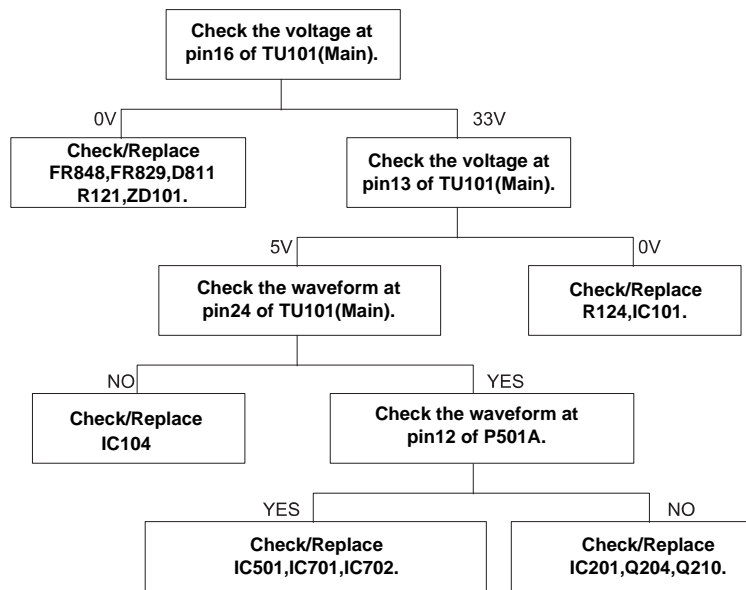 Check the voltage at
pin16 of TU101(Main).
0V
33V
Check/Replace
FR848,FR829,D811
R121,ZD101.
Check the voltage at
pin13 of TU101(Main).
5V
0V
Check the waveform at
pin24 of TU101(Main).
Check/Replace
R124,IC101.
NO
YES
Check/Replace
IC104
Check the waveform at
pin12 of P501A.
YES
NO
Check/Replace
IC501,IC701,IC702.
Check/Replace
IC201,Q204,Q210.